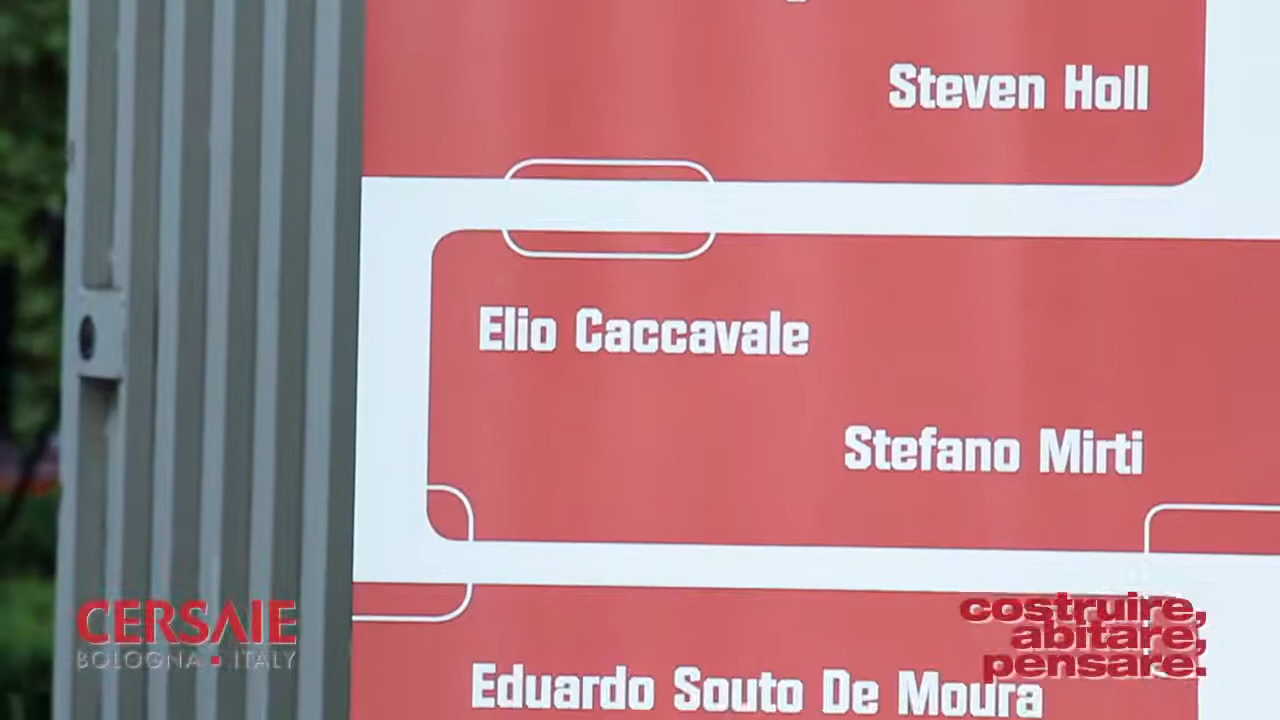 Steven Holl
Elio Caccavale
Stefano Mirti
Eduardo Souto De Moura
CERSAIE
BOLOGNA ITALY
costruire,
abitare,
pensare.